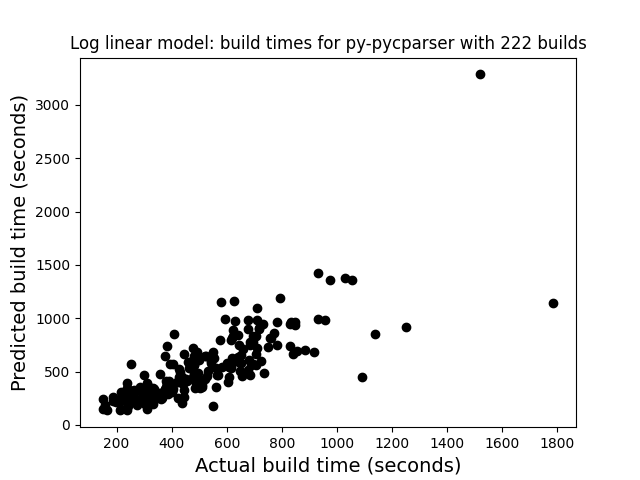 Log linear model: build times for py-pycparser with 222 builds
Predicted build time (seconds)
3000
2500
2000
1500
1000
500
0
200 400 600 800 1000 1200 1400 1600 1800
Actual build time (seconds)